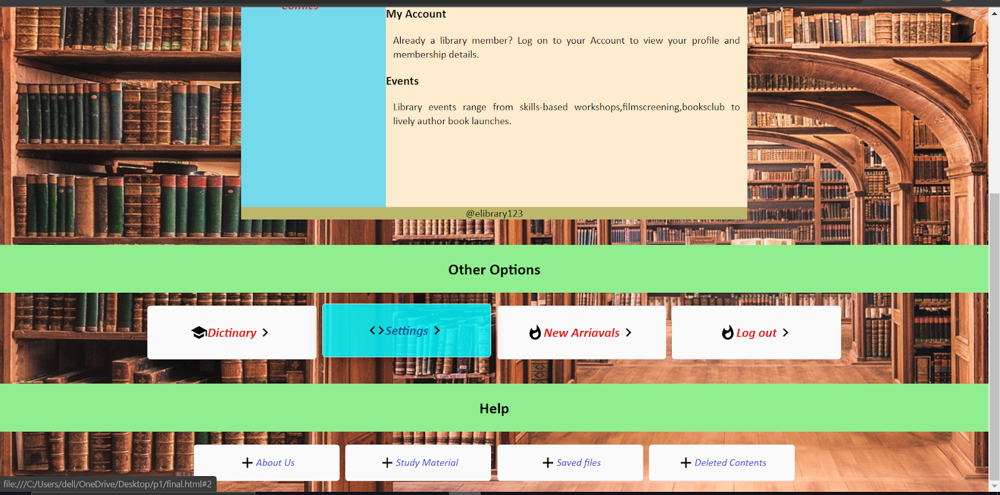 Comics
My Account
Already a library member? Log on to your Account to view your profile and
membership details.
Events
Library events range from skills-based workshops,filmscreening,booksclub to
lively author book launches.
@elibrary123
Other Options
Dictinary
Settings
New Arriavals
Log out
Help
About Us
Study Material
Saved files
Deleted Contents
file:///C:/Users/dell/OneDrive/Desktop/p1/final.html#2